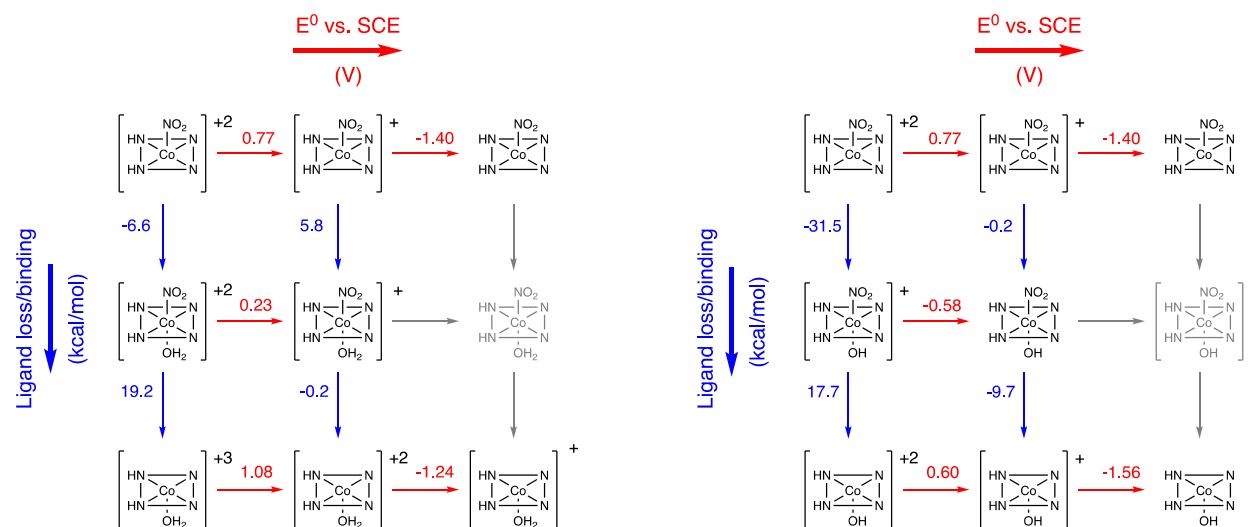 E⁰ vs. SCE
(V)
Ligand loss/binding
(kcal/mol)
NO₂
HN N
Co
HN N
+2
0.77
NO₂
HN N
Co
HN N
+
-1.40
NO₂
HN N
Co
HN N
-6.6
5.8
NO₂
HN N
Co
HN N
OH₂
+2
0.23
NO₂
HN N
Co
HN N
OH₂
+
NO₂
HN N
Co
HN N
OH₂
19.2
-0.2
HN N
Co
HN N
OH₂
+3
1.08
HN N
Co
HN N
OH₂
+2
-1.24
HN N
Co
HN N
OH₂
+
E⁰ vs. SCE
(V)
Ligand loss/binding
(kcal/mol)
NO₂
HN N
Co
HN N
+2
0.77
NO₂
HN N
Co
HN N
+
-1.40
NO₂
HN N
Co
HN N
-31.5
-0.2
NO₂
HN N
Co
HN N
OH
+
-0.58
NO₂
HN N
Co
HN N
OH
NO₂
HN N
Co
HN N
OH
17.7
-9.7
HN N
Co
HN N
OH
+2
0.60
HN N
Co
HN N
OH
+
-1.56
HN N
Co
HN N
OH